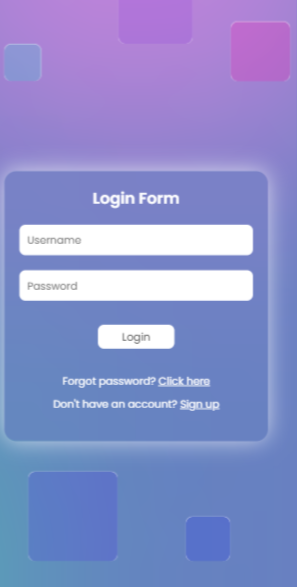 Login Form
Username
Password
Login
Forgot password? Click here
Don't have an account? Sign up